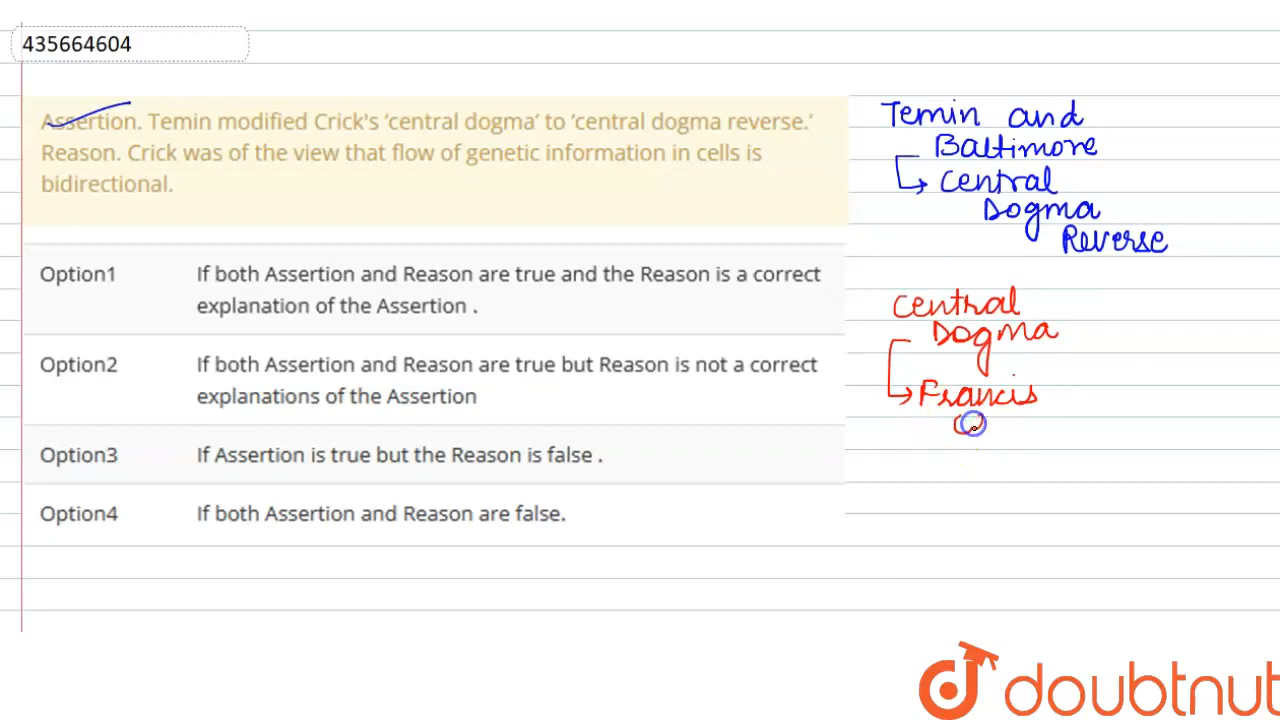 435664604
Assertion. Temin modified Crick's ‘central dogma’ to ‘central dogma reverse.’
Reason. Crick was of the view that flow of genetic information in cells is
bidirectional.
Option1 If both Assertion and Reason are true and the Reason is a correct
explanation of the Assertion .
Option2 If both Assertion and Reason are true but Reason is not a correct
explanations of the Assertion
Option3 If Assertion is true but the Reason is false .
Option4 If both Assertion and Reason are false.
Temin and
Baltimore
Central
Dogma
Reverse
Central
Dogma
Francis
doubtnut